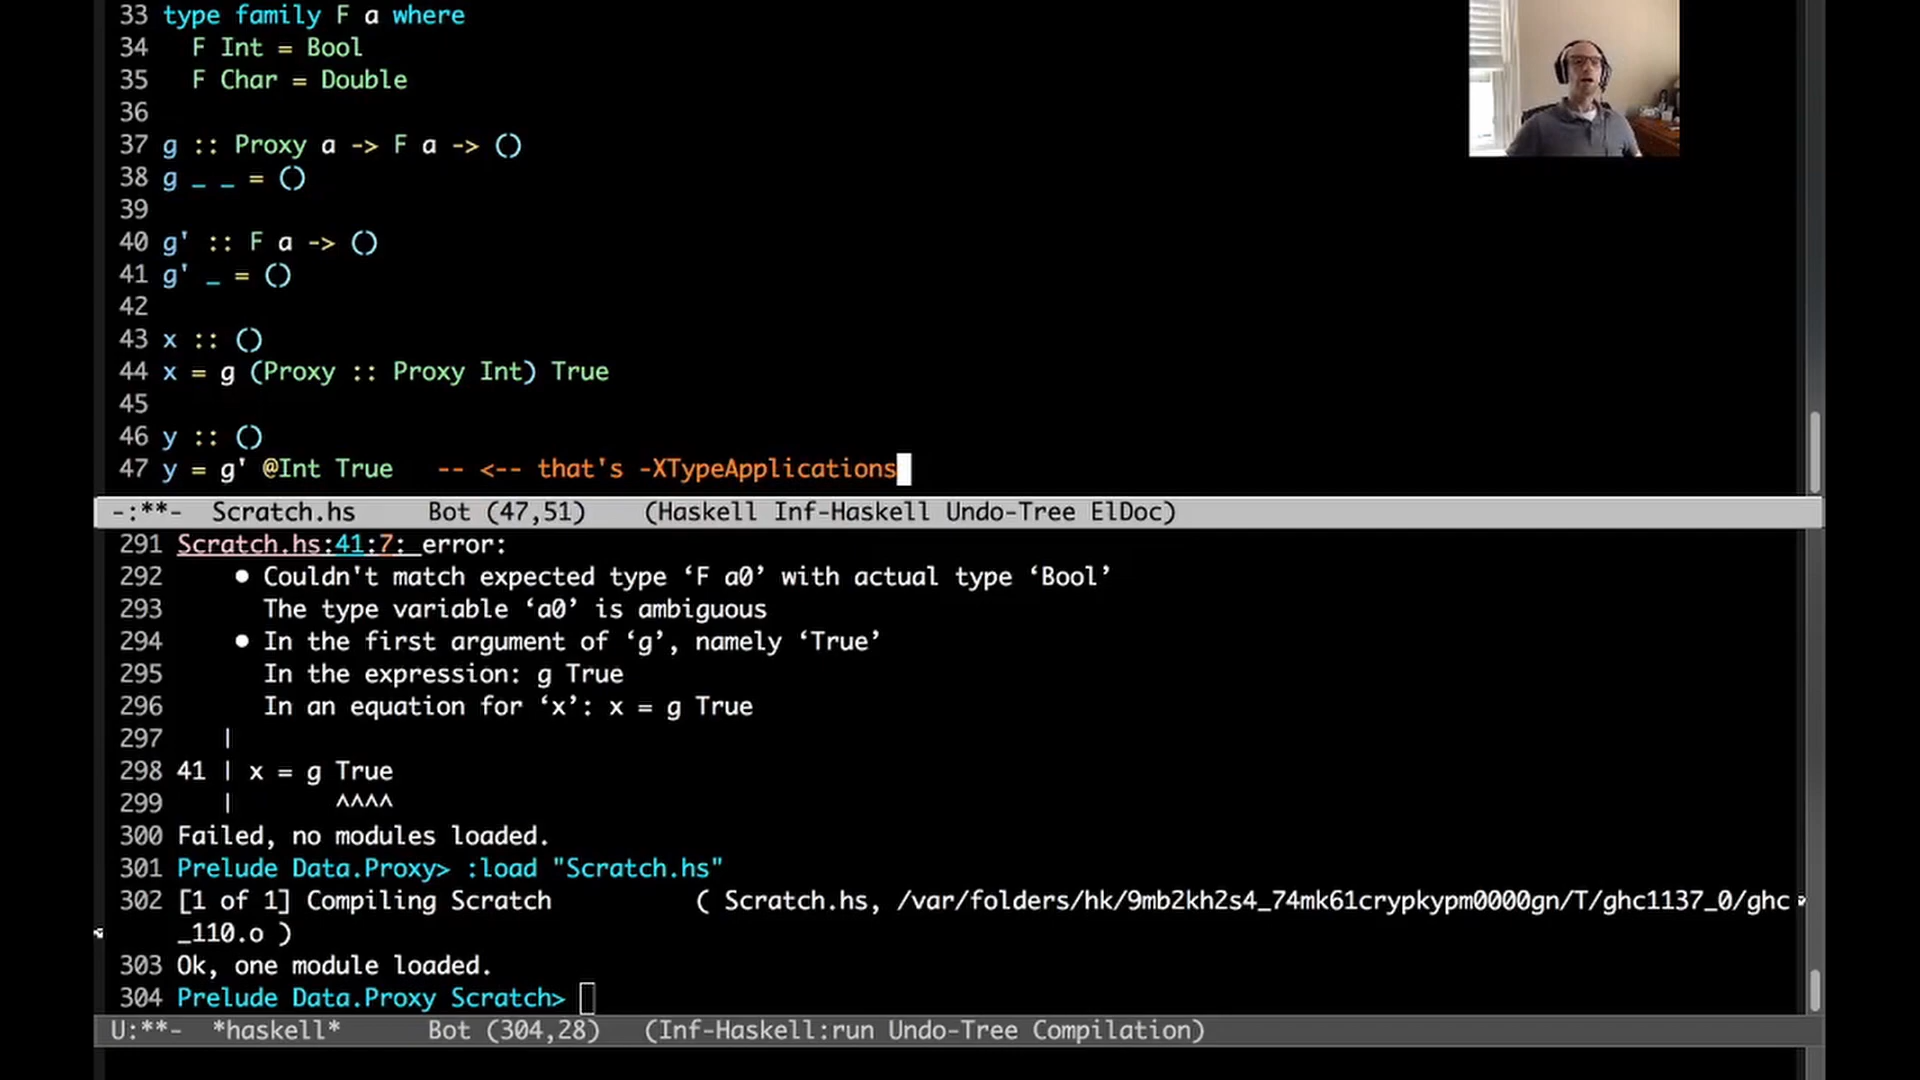 33 type family F a where
34   F Int = Bool
35   F Char = Double
36
37 g :: Proxy a -> F a -> ()
38 g _ _ = ()
39
40 g' :: F a -> ()
41 g' _ = ()
42
43 x :: ()
44 x = g (Proxy :: Proxy Int) True
45
46 y :: ()
47 y = g' @Int True   -- <-- that's -XTypeApplications
-:**-  Scratch.hs     Bot (47,51)    (Haskell Inf-Haskell Undo-Tree ElDoc)
291 Scratch.hs:41:7: error:
292     • Couldn't match expected type ‘F a0’ with actual type ‘Bool’
293       The type variable ‘a0’ is ambiguous
294     • In the first argument of ‘g’, namely ‘True’
295       In the expression: g True
296       In an equation for ‘x’: x = g True
297    |
298 41 | x = g True
299    |       ^^^^
300 Failed, no modules loaded.
301 Prelude Data.Proxy> :load "Scratch.hs"
302 [1 of 1] Compiling Scratch          ( Scratch.hs, /var/folders/hk/9mb2kh2s4_74mk61crypkypm0000gn/T/ghc1137_0/ghc
_110.o )
303 Ok, one module loaded.
304 Prelude Data.Proxy Scratch>
U:**-  *haskell*      Bot (304,28)   (Inf-Haskell:run Undo-Tree Compilation)